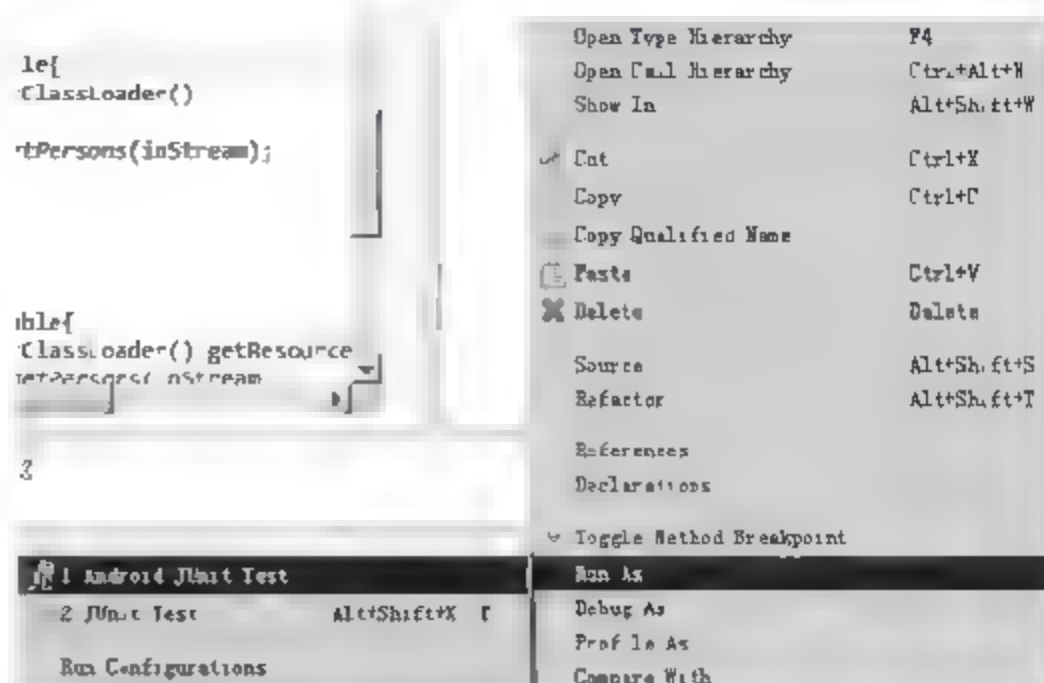 le{
ClassLoader()
tPersons(inStream);
ble{
ClassLoader() getResource
2
1 Android JUnit Test
2 JUnit Test Alt+Shift+X
Run Configurations
Open Type Hierarchy F4
Open Call Hierarchy Ctrl+Alt+H
Show In Alt+Shift+W
Cut Ctrl+X
Copy Ctrl+C
Copy Qualified Name
Paste Ctrl+V
Delete Delete
Source Alt+Shift+S
Refactor Alt+Shift+T
References
Declarations
Toggle Method Breakpoint
Run As
Debug As
Profile As
Compare With